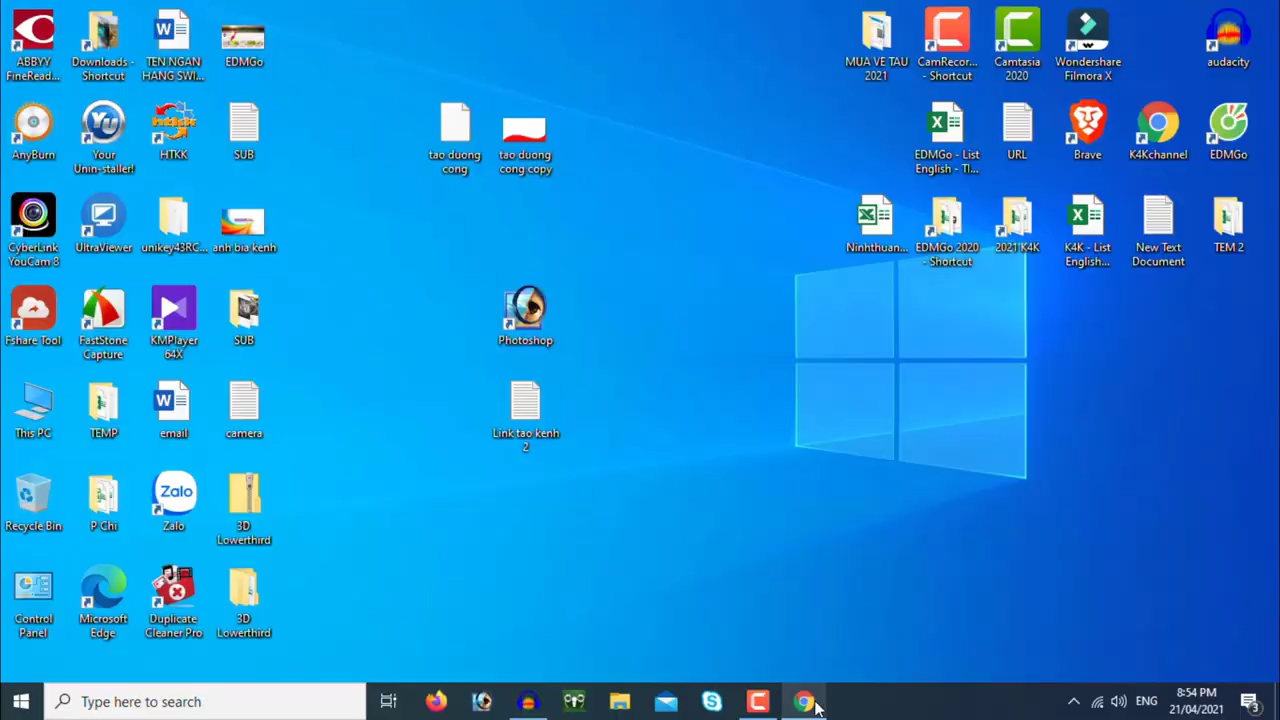 ABBYY
FineRead...
Downloads -
Shortcut
TEN NGAN
HANG SWI...
EDMGo
MUA VE TAU
2021
CamRecor...
- Shortcut
Camtasia
2020
Wondershare
Filmora X
audacity
AnyBurn
Your
Unin-staller!
HTKK
SUB
tao duong
cong
tao duong
cong copy
EDMGo - List
English - Tl...
URL
Brave
K4Kchannel
EDMGo
CyberLink
YouCam 8
UltraViewer
unikey43RC...
anh bia kenh
Ninhthuan...
EDMGo 2020
- Shortcut
2021 K4K
K4K - List
English...
New Text
Document
TEM 2
Fshare Tool
FastStone
Capture
KMPlayer
64X
SUB
Photoshop
This PC
TEMP
email
camera
Link tao kenh
2
Recycle Bin
P Chi
Zalo
Zalo
3D
Lowerthird
Control
Panel
Microsoft
Edge
Duplicate
Cleaner Pro
3D
Lowerthird
Type here to search
ENG
8:54 PM
21/04/2021
3